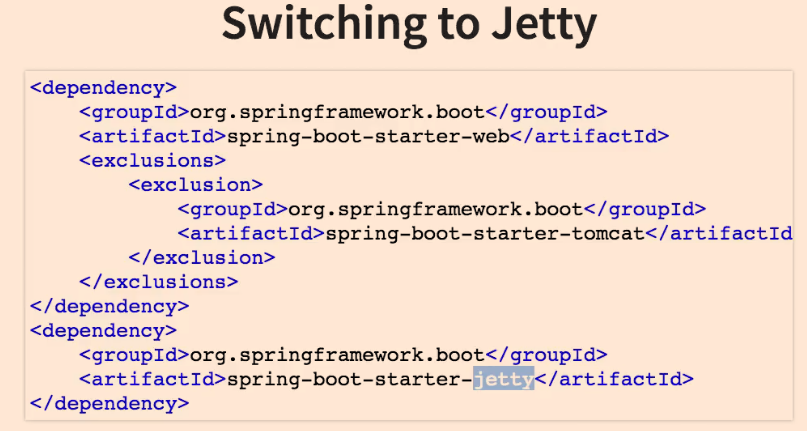 Switching to Jetty
<dependency>
    <groupId>org.springframework.boot</groupId>
    <artifactId>spring-boot-starter-web</artifactId>
    <exclusions>
        <exclusion>
            <groupId>org.springframework.boot</groupId>
            <artifactId>spring-boot-starter-tomcat</artifactId
        </exclusion>
    </exclusions>
</dependency>
<dependency>
    <groupId>org.springframework.boot</groupId>
    <artifactId>spring-boot-starter-jetty</artifactId>
</dependency>